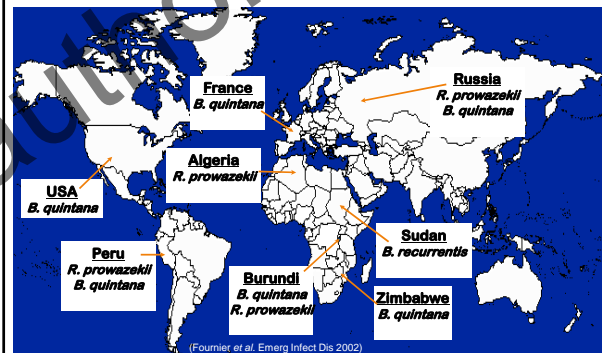 author
France
B. quintana
Russia
R. prowazekii
B. quintana
Algeria
R. prowazekii
USA
B. quintana
Sudan
B. recurrentis
Peru
R. prowazekii
B. quintana
Burundi
B. quintana
R. prowazekii
Zimbabwe
B. quintana
(Fournier et al. Emerg Infect Dis 2002)